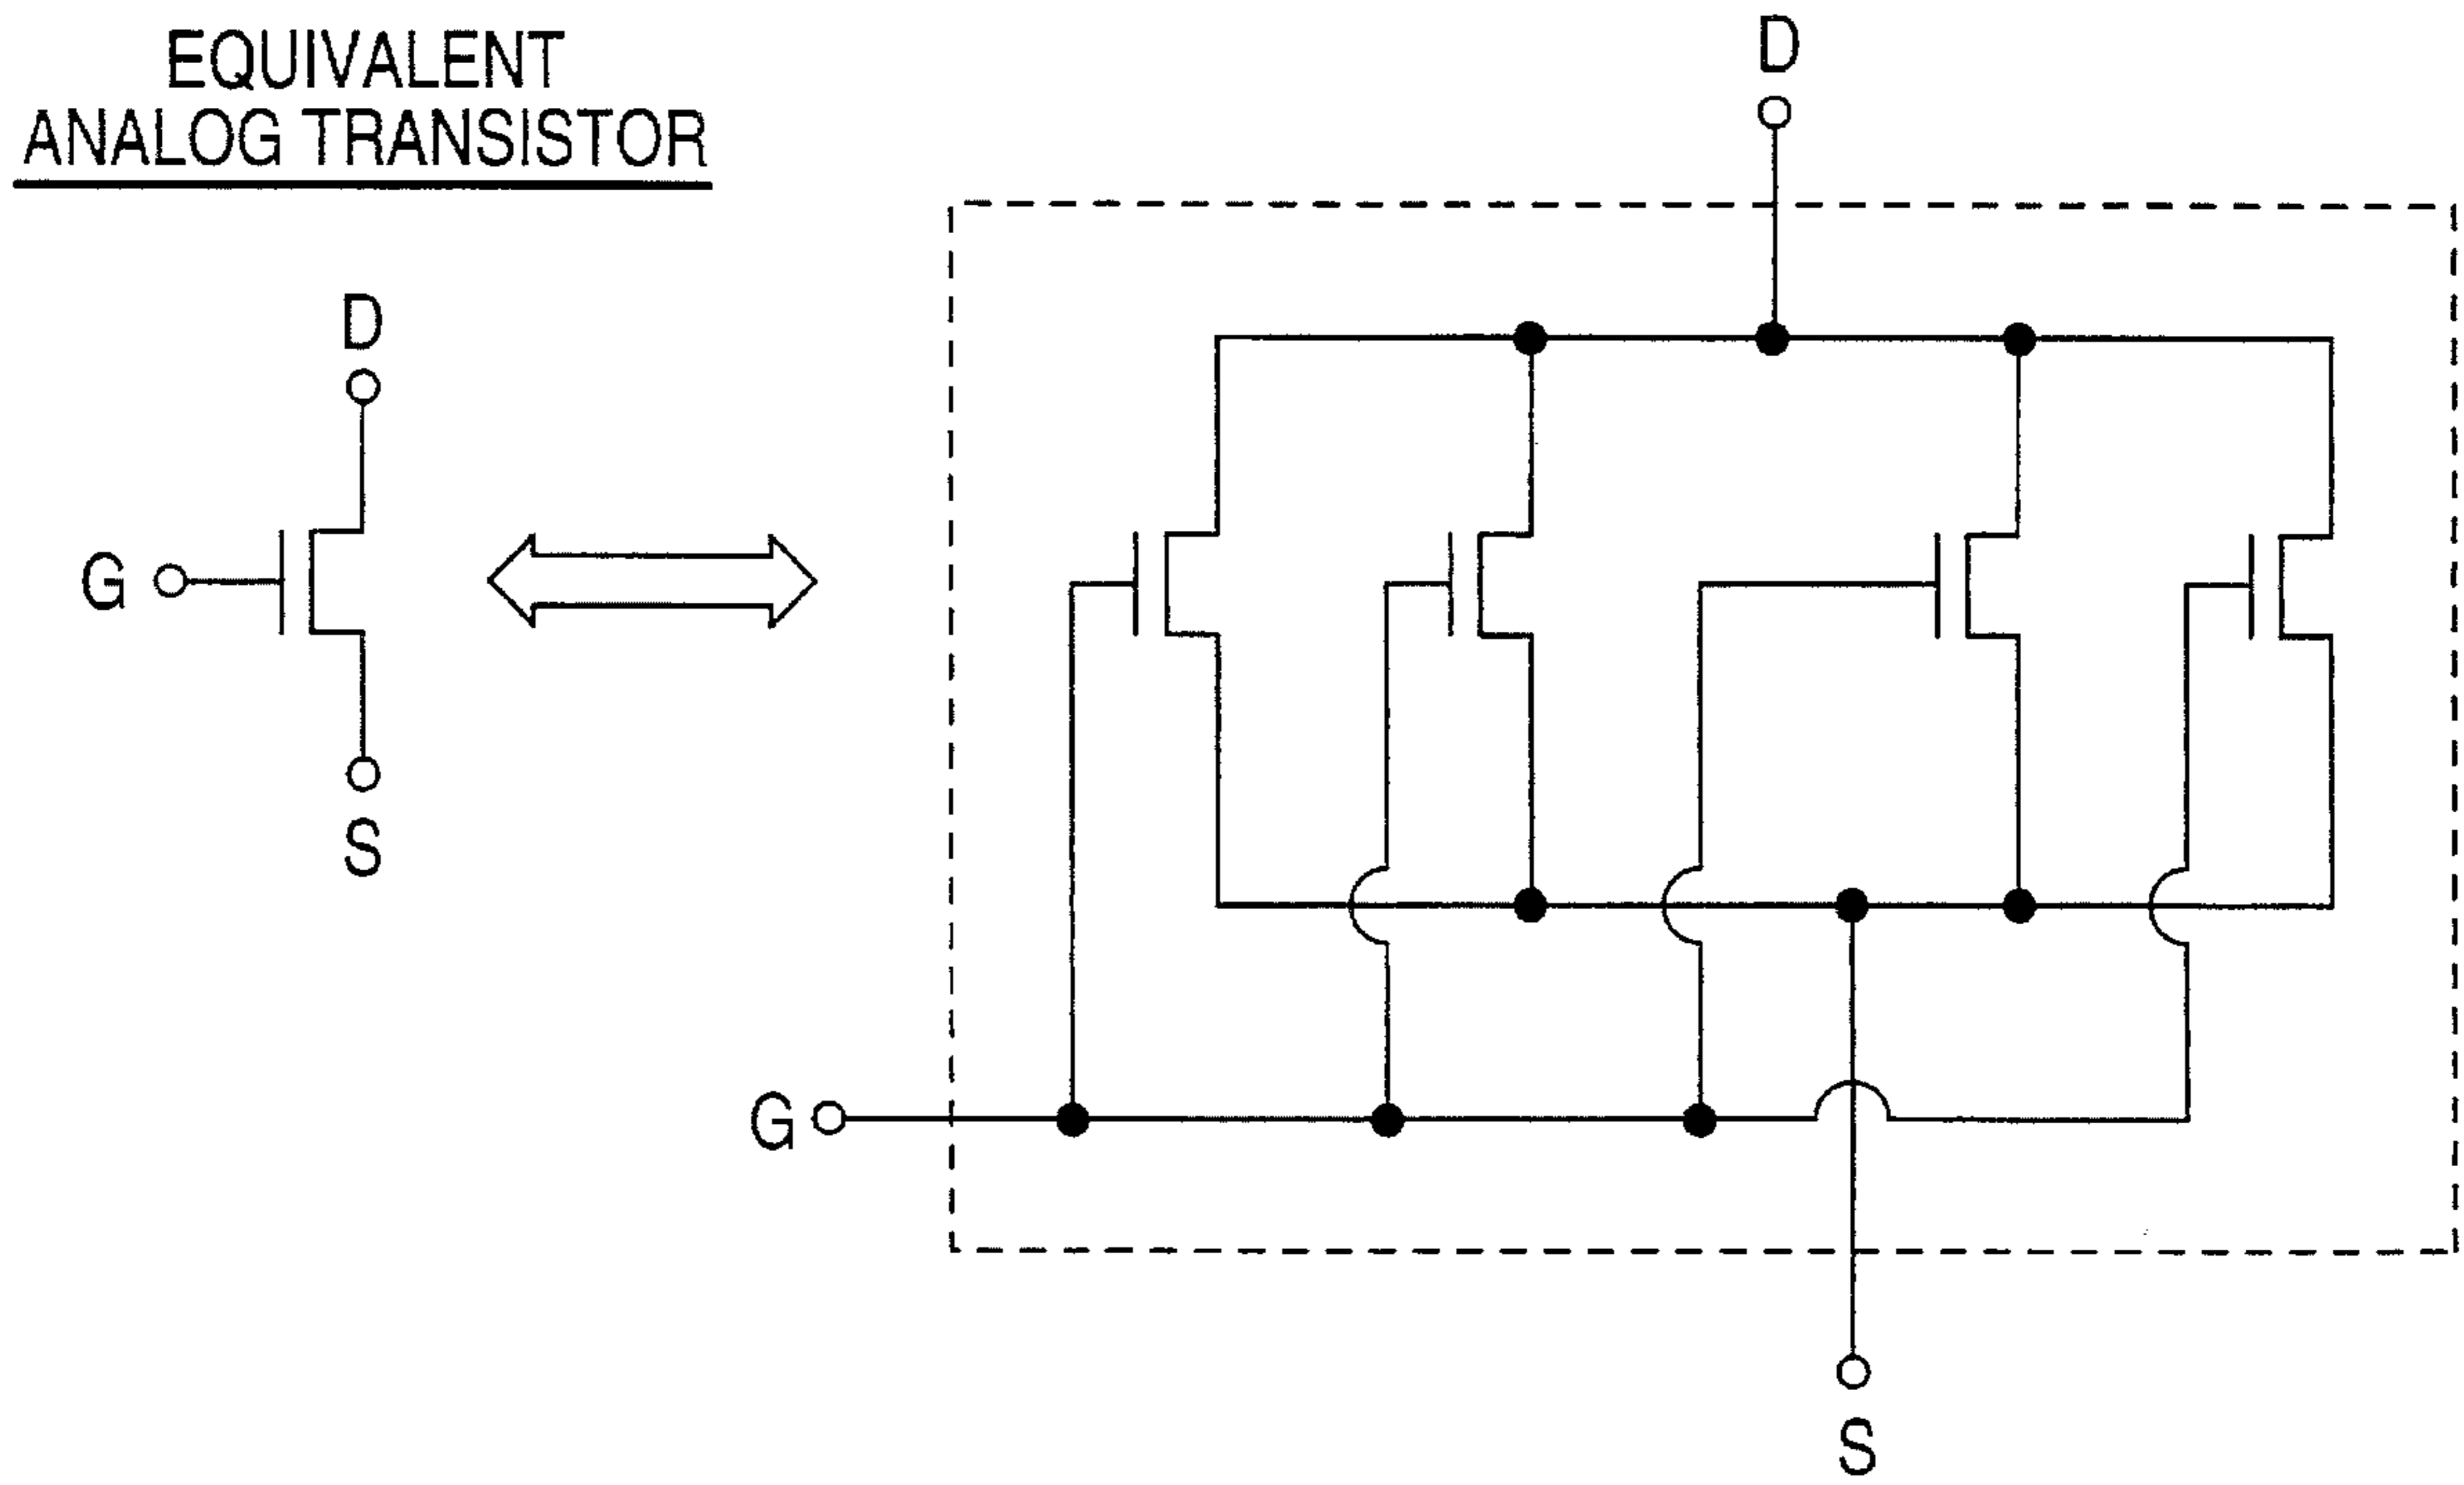 EQUIVALENT
ANALOG TRANSISTOR
D
G
S
D
G
S